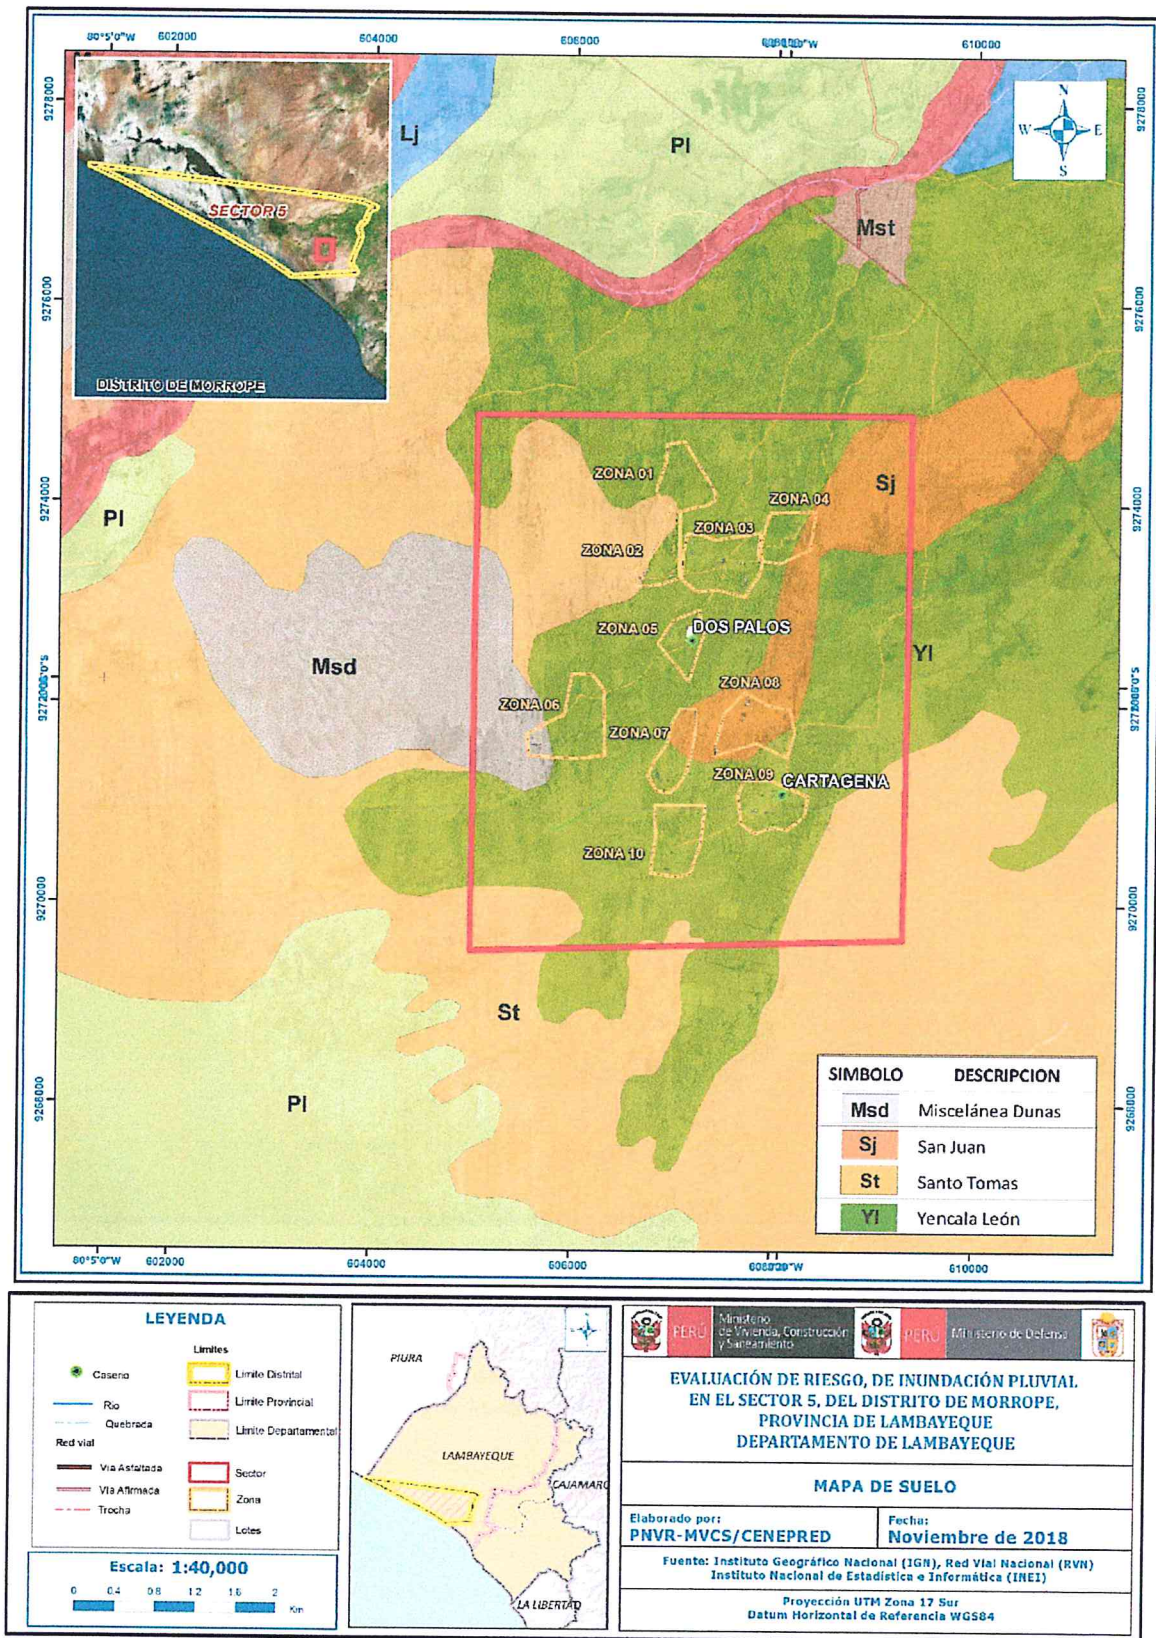 80°5'0"W
602000
604000
606000
610000
9278000
9278000
N
W
E
S
SECTOR 5
DISTRITO DE MORROPE
Lj
Pl
Mst
9276000
9276000
ZONA 01
Sj
ZONA 04
9274000
9274000
Pl
ZONA 03
ZONA 02
ZONA 05
DOS PALOS
Yl
Msd
ZONA 08
ZONA 06
ZONA 07
ZONA 09
CARTAGENA
ZONA 10
9270000
9270000
St
Pl
9268000
9268000
SIMBOLO DESCRIPCION
Msd Miscelánea Dunas
Sj San Juan
St Santo Tomas
Yl Yencala León
80°5'0"W
602000
604000
606000
610000
LEYENDA
Caserio
Rio
Quebrada
Red vial
Via Asfaltada
Via Afirmada
Trocha
Limites
Limite Distrital
Limite Provincial
Limite Departamental
Sector
Zona
Lotes
Escala: 1:40,000
0 0.4 0.8 1.2 1.6 2
Km
PIURA
LAMBAYEQUE
CAJAMARC
LA LIBERTAD
PERÚ
Ministerio
de Vivienda, Construcción
y Saneamiento
PERÚ
Ministerio de Defensa
EVALUACIÓN DE RIESGO, DE INUNDACIÓN PLUVIAL
EN EL SECTOR 5, DEL DISTRITO DE MORROPE,
PROVINCIA DE LAMBAYEQUE
DEPARTAMENTO DE LAMBAYEQUE
MAPA DE SUELO
Elaborado por:
PNVR-MVCS/CENEPRED
Fecha:
Noviembre de 2018
Fuente: Instituto Geográfico Nacional (IGN), Red Vial Nacional (RVN)
Instituto Nacional de Estadística e Informática (INEI)
Proyección UTM Zona 17 Sur
Datum Horizontal de Referencia WGS84